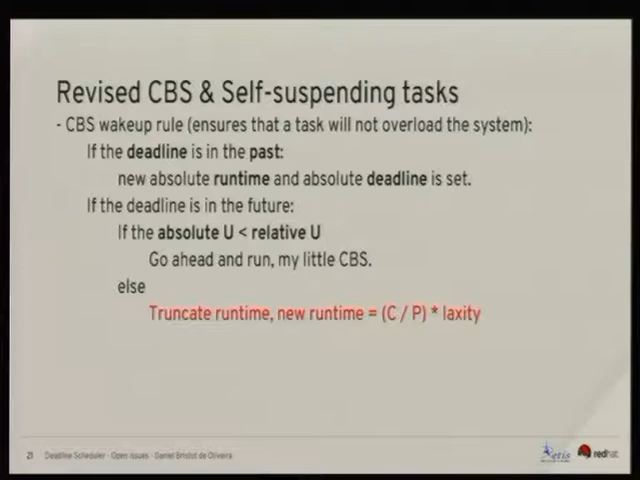 Revised CBS & Self-suspending tasks
- CBS wakeup rule (ensures that a task will not overload the system):
If the deadline is in the past:
new absolute runtime and absolute deadline is set.
If the deadline is in the future:
If the absolute U < relative U
Go ahead and run, my little CBS.
else
Truncate runtime, new runtime = (C / P) * laxity
21 Deadline Scheduler - Open issues - Daniel Bristot de Oliveira
Retis redhat